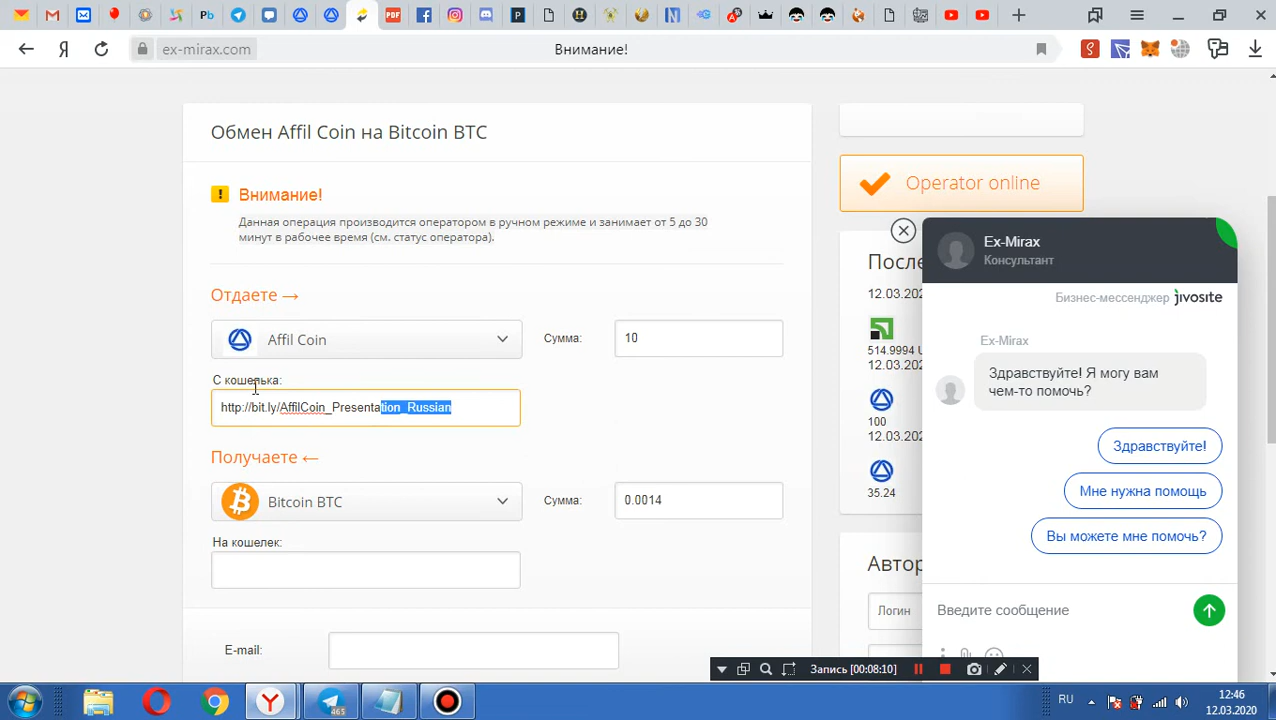 Pb
PDF
P
N
Я
ex-mirax.com
Внимание!
Обмен Affil Coin на Bitcoin BTC
Внимание!
Данная операция производится оператором в ручном режиме и занимает от 5 до 30
минут в рабочее время (см. статус оператора).
Отдаете →
Affil Coin
Сумма:
10
С кошелька:
http://bit.ly/AffilCoin_Presentation_Russian
Получаете ←
Bitcoin BTC
Сумма:
0.0014
На кошелек:
E-mail:
Operator online
После
12.03.202
514.9994 U
12.03.202
100
12.03.202
35.24
Автор
Логин
Ex-Mirax
Консультант
Бизнес-мессенджер jivosite
Ex-Mirax
Здравствуйте! Я могу вам
чем-то помочь?
Здравствуйте!
Мне нужна помощь
Вы можете мне помочь?
Введите сообщение
Запись [00:08:10]
465
RU
12:46
12.03.2020